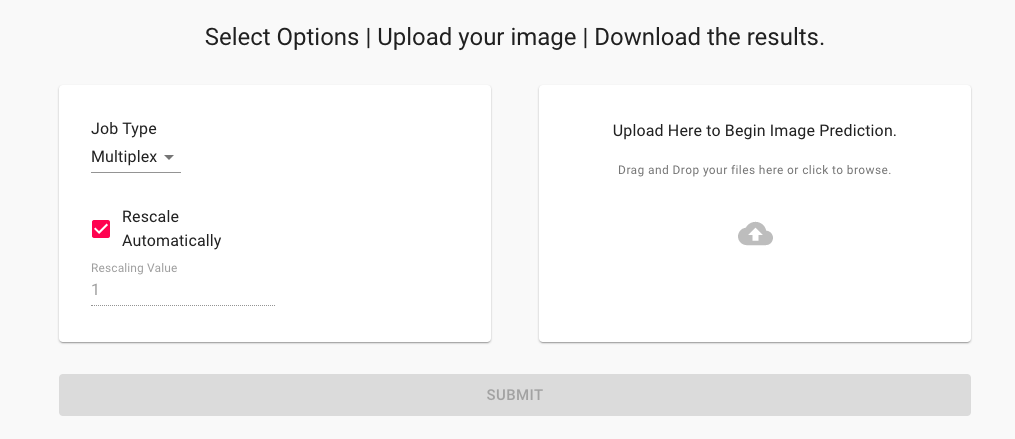 Select Options | Upload your image | Download the results.
Job Type
Multiplex
Rescale
Automatically
Rescaling Value
1
Upload Here to Begin Image Prediction.
Drag and Drop your files here or click to browse.
SUBMIT